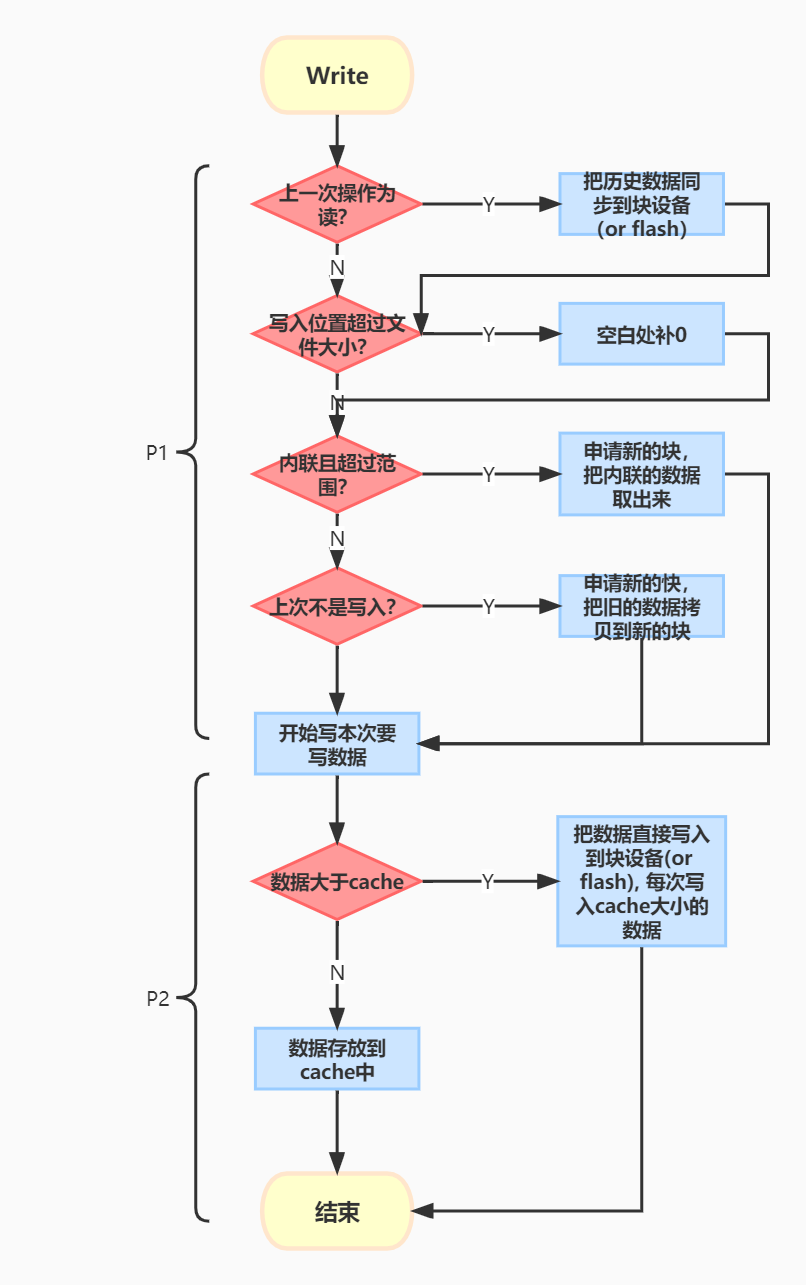 Write
上一次操作为
读?
Y
把历史数据同
步到块设备
（or flash）
N
写入位置超过文
件大小?
Y
空白处补0
N
P1
内联且超过范
围?
Y
申请新的块，
把内联的数据
取出来
N
上次不是写入?
Y
申请新的快，
把旧的数据拷
贝到新的块
开始写本次要
写数据
数据大于cache
Y
把数据直接写入
到块设备(or
flash), 每次写
入cache大小的
数据
N
P2
数据存放到
cache中
结束